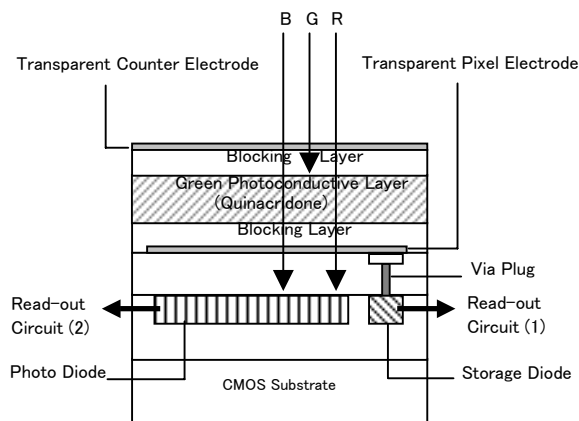 B G R
Transparent Counter Electrode
Transparent Pixel Electrode
Blocking Layer
Green Photoconductive Layer
(Quinacridone)
Blocking Layer
Via Plug
Read-out
Circuit (2)
Read-out
Circuit (1)
Photo Diode
Storage Diode
CMOS Substrate